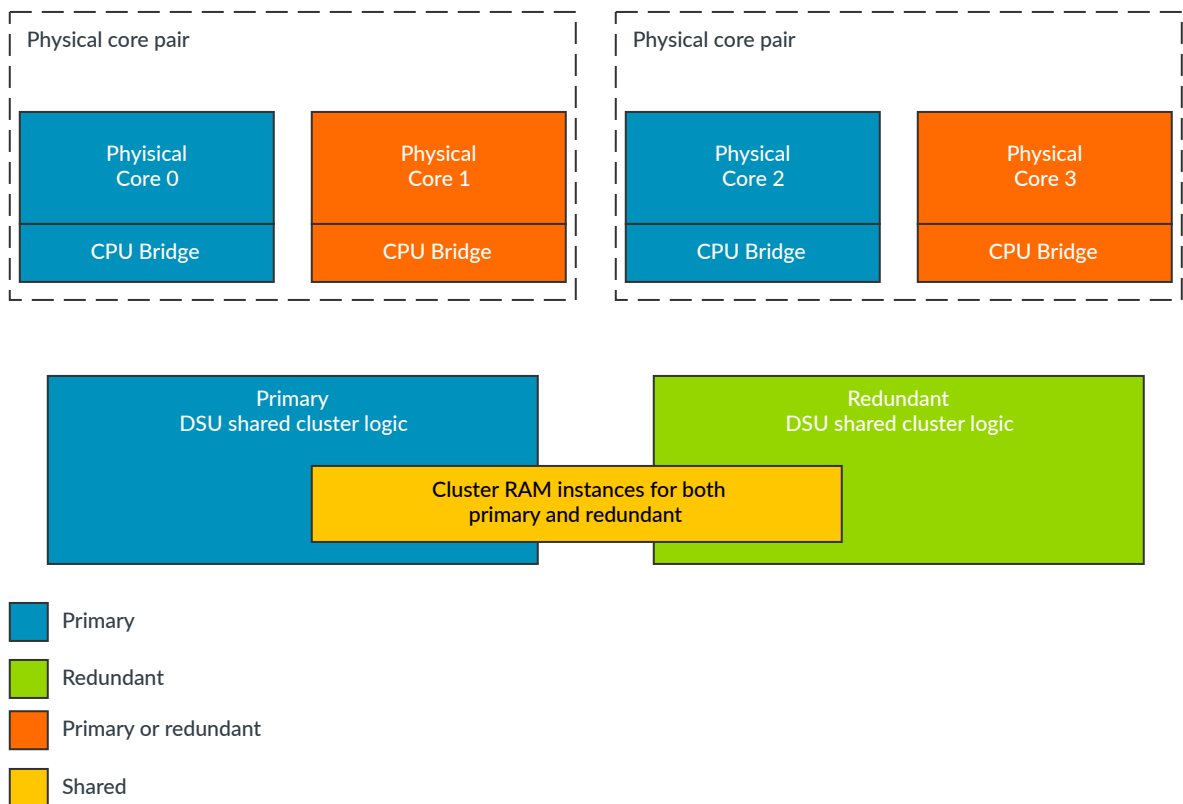 Physical core pair
Phyisical
Core 0
CPU Bridge
Physical
Core 1
CPU Bridge
Physical core pair
Physical
Core 2
CPU Bridge
Physical
Core 3
CPU Bridge
Primary
DSU shared cluster logic
Redundant
DSU shared cluster logic
Cluster RAM instances for both
primary and redundant
Primary
Redundant
Primary or redundant
Shared